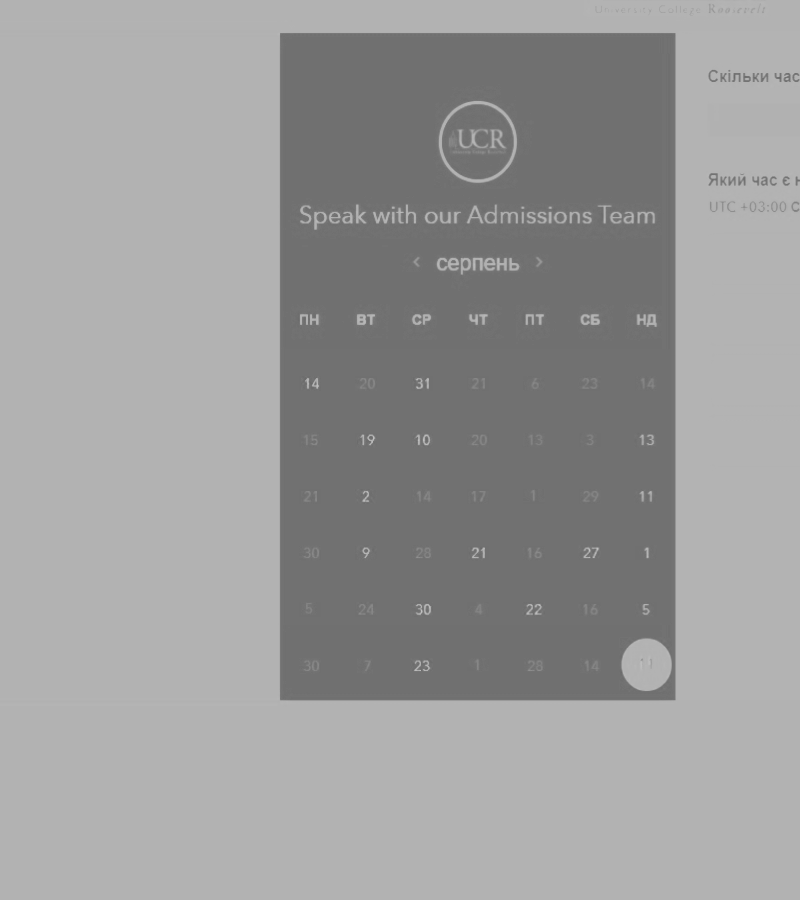 University College Roosevelt
Скільки час
UCR
Який час є н
Speak with our Admissions Team
UTC +03:00 С
< серпень >
ПН ВТ СР ЧТ ПТ СБ НД
14 20 31 21 6 23 14
15 19 10 20 13 3 13
21 2 14 17 1 29 11
30 9 28 21 16 27 1
5 24 30 4 22 16 5
30 7 23 1 28 14 11